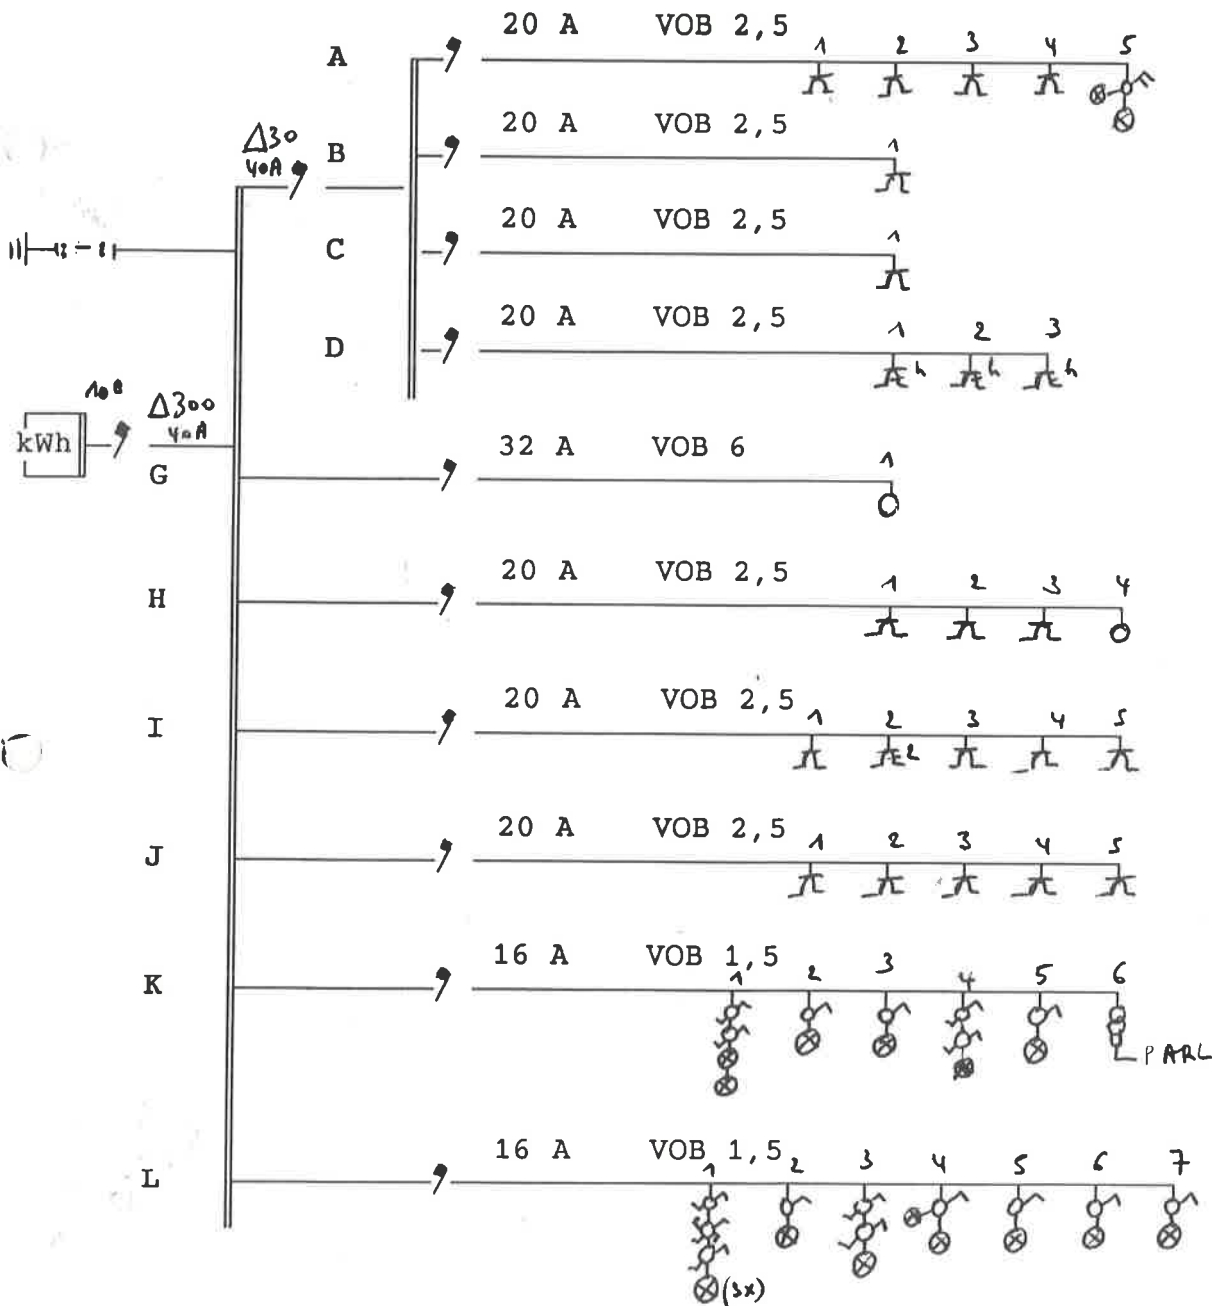 20 A VOB 2,5
A 1 2 3 4 5
Δ30
40A
20 A VOB 2,5
B 1
20 A VOB 2,5
C 1
20 A VOB 2,5
D 1 2 3
h h h
Δ300
40A
kWh
32 A VOB 6
G 1
20 A VOB 2,5
H 1 2 3 4
20 A VOB 2,5
I 1 2 3 4 5
2
20 A VOB 2,5
J 1 2 3 4 5
16 A VOB 1,5
K 1 2 3 4 5 6
PARL
16 A VOB 1,5
L 1 2 3 4 5 6 7
(3x)